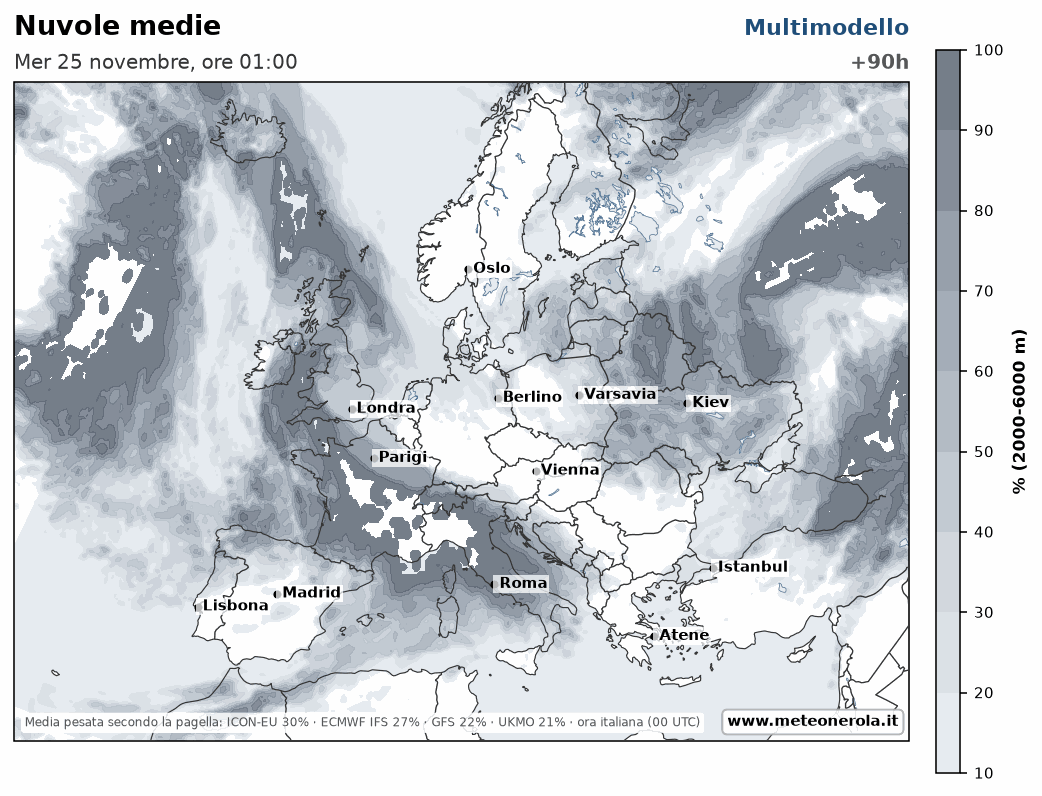 Nuvole medie
Multimodello
Mer 25 novembre, ore 01:00
+90h
Oslo
Londra
Berlino
Varsavia
Kiev
Parigi
Vienna
Istanbul
Roma
Madrid
Lisbona
Atene
Media pesata secondo la pagella: ICON-EU 30% · ECMWF IFS 27% · GFS 22% · UKMO 21% · ora italiana (00 UTC)
www.meteonerola.it
100
90
80
70
60
50
40
30
20
10
% (2000-6000 m)